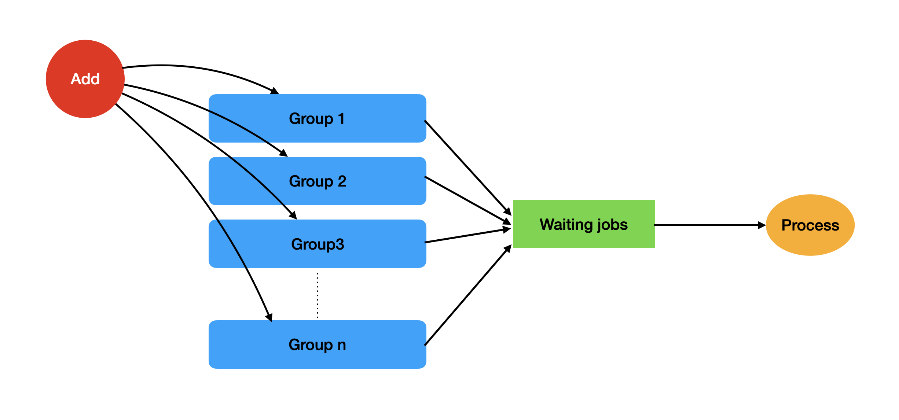 Add
Group 1
Group 2
Group3
Group n
Waiting jobs
Process